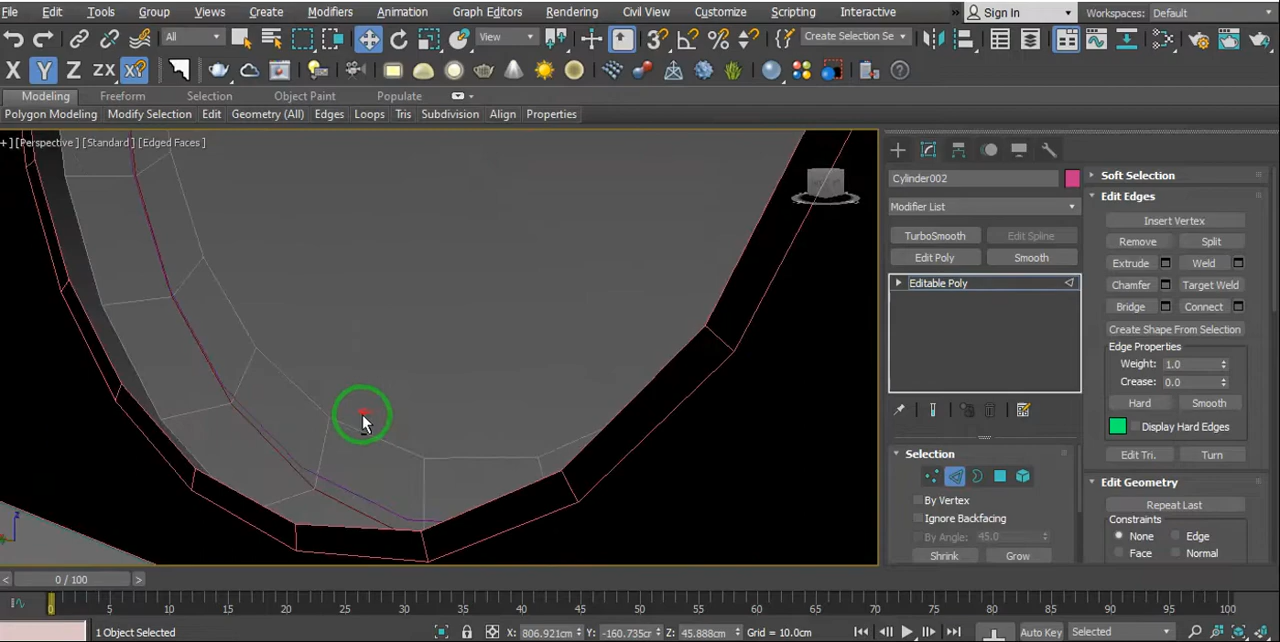 File Edit Tools Group Views Create Modifiers Animation Graph Editors Rendering Civil View Customize Scripting Interactive » Sign In Workspaces: Default
All View Create Selection Se
X Y Z ZX XY
Modeling Freeform Selection Object Paint Populate
Polygon Modeling Modify Selection Edit Geometry (All) Edges Loops Tris Subdivision Align Properties
+ ] [Perspective ] [Standard ] [Edged Faces ]
Cylinder002
Modifier List
TurboSmooth Edit Spline
Edit Poly Smooth
Editable Poly
Selection
By Vertex
Ignore Backfacing
By Angle: 45.0
Shrink Grow
Soft Selection
Edit Edges
Insert Vertex
Remove Split
Extrude Weld
Chamfer Target Weld
Bridge Connect
Create Shape From Selection
Edge Properties
Weight: 1.0
Crease: 0.0
Hard Smooth
Display Hard Edges
Edit Tri. Turn
Edit Geometry
Repeat Last
Constraints
None Edge
Face Normal
z
< 0 / 100 >
0 5 10 15 20 25 30 35 40 45 50 55 60 65 70 75 80 85 90 95 100
1 Object Selected X: 806.921cm Y: -160.735cr Z: 45.888cm Grid = 10.0cm Auto Key Selected